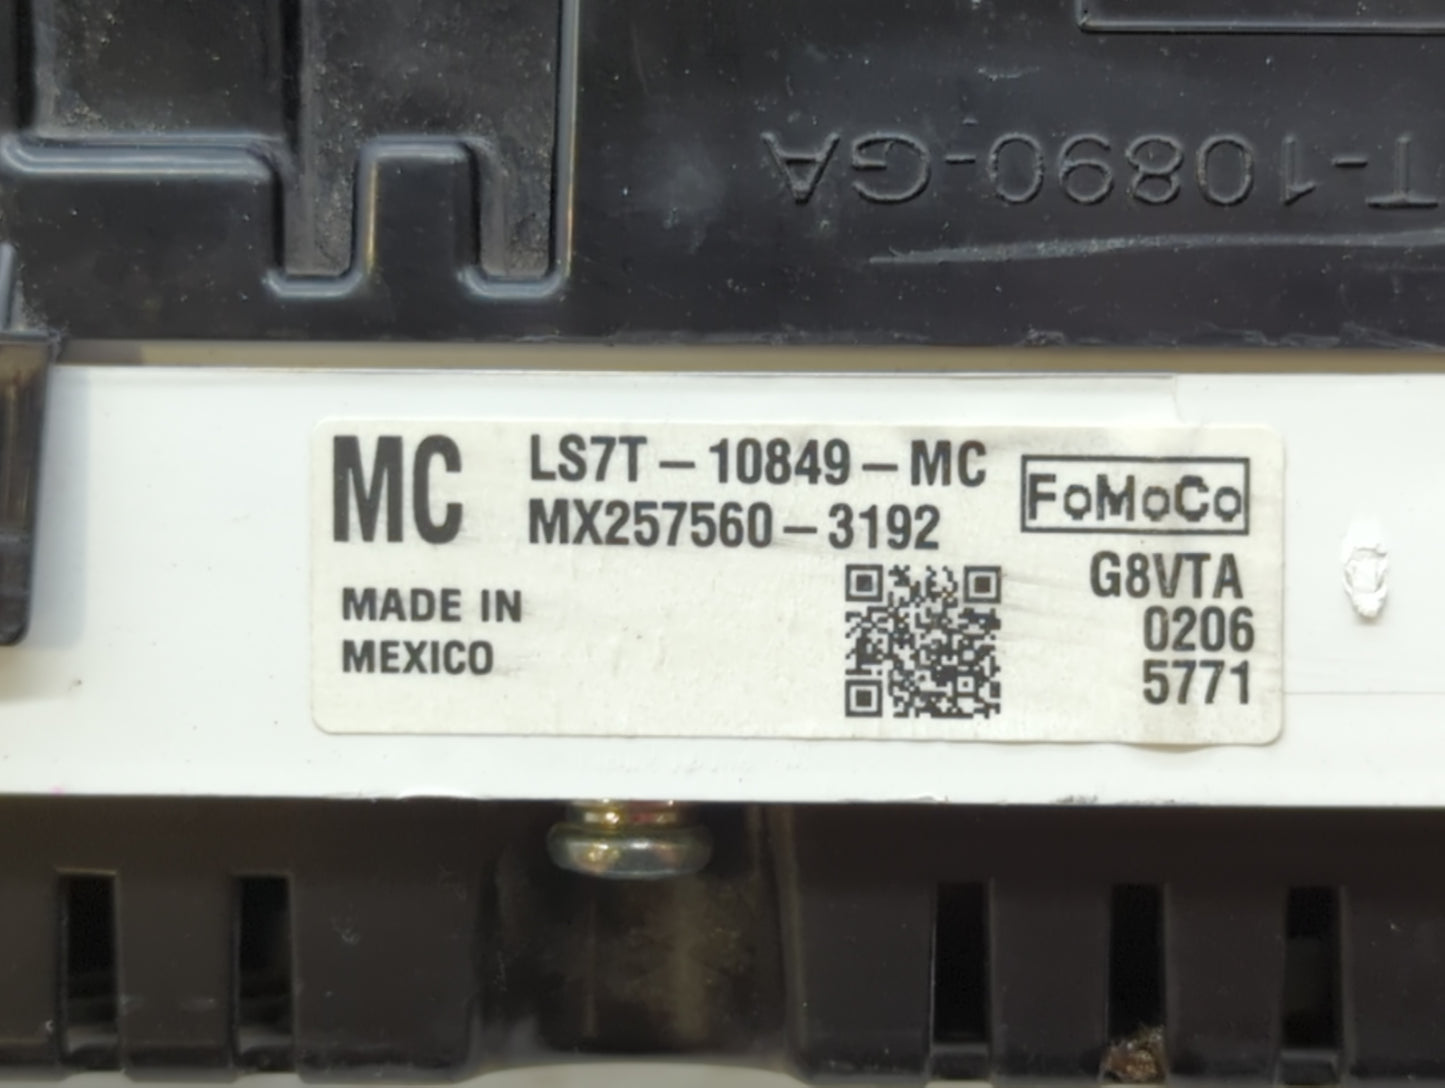 T-10890-GA
MC
LS7T-10849-MC
MX257560-3192
FoMoCo
MADE IN
MEXICO
G8VTA
0206
5771